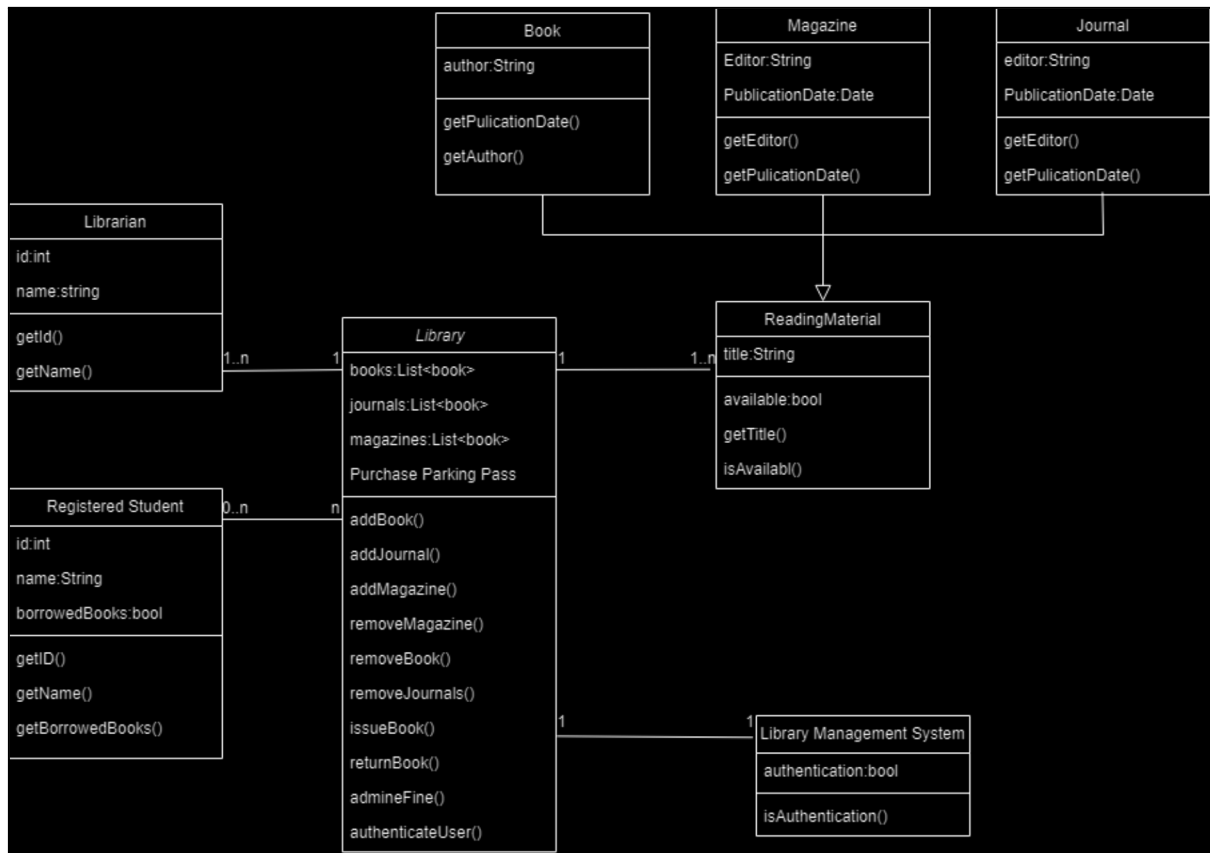 Book
author:String
getPulicationDate()
getAuthor()
Magazine
Editor:String
PublicationDate:Date
getEditor()
getPulicationDate()
Journal
editor:String
PublicationDate:Date
getEditor()
getPulicationDate()
Librarian
id:int
name:string
getId()
getName()
1..n
1
Library
books:List<book>
journals:List<book>
magazines:List<book>
Purchase Parking Pass
addBook()
addJournal()
addMagazine()
removeMagazine()
removeBook()
removeJournals()
issueBook()
returnBook()
admineFine()
authenticateUser()
1
1..n
ReadingMaterial
title:String
available:bool
getTitle()
isAvailabl()
Registered Student
id:int
name:String
borrowedBooks:bool
getID()
getName()
getBorrowedBooks()
0..n
n
1
1
Library Management System
authentication:bool
isAuthentication()